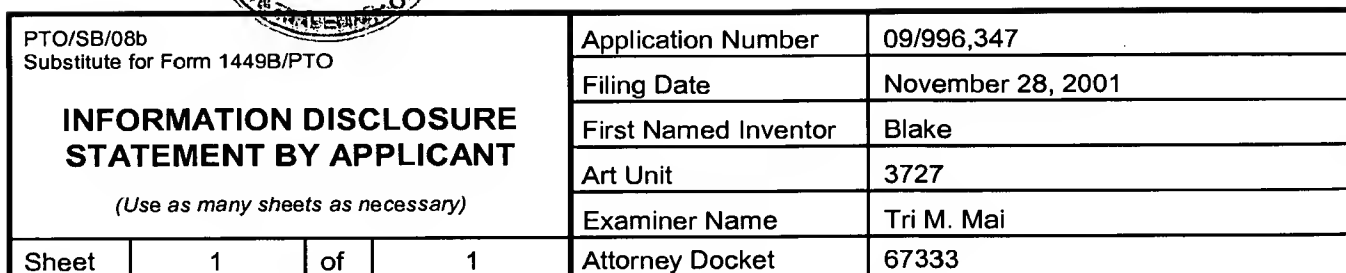 PTO/SB/08b
Substitute for Form 1449B/PTO
INFORMATION DISCLOSURE
STATEMENT BY APPLICANT
(Use as many sheets as necessary)
Sheet 1 of 1
Application Number 09/996,347
Filing Date November 28, 2001
First Named Inventor Blake
Art Unit 3727
Examiner Name Tri M. Mai
Attorney Docket 67333